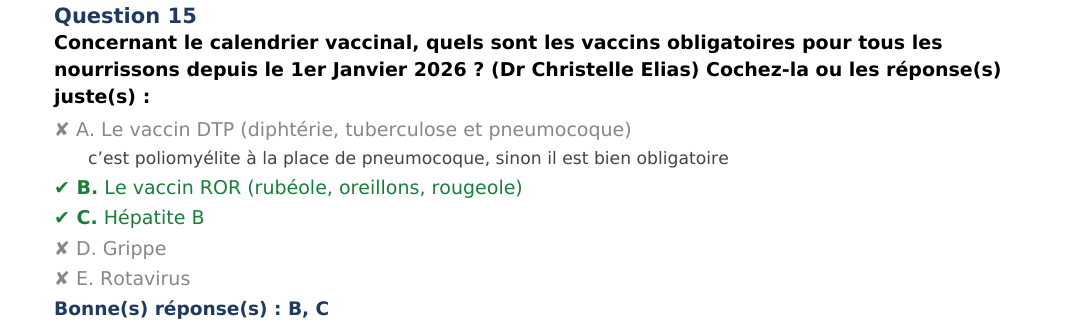 Question 15
Concernant le calendrier vaccinal, quels sont les vaccins obligatoires pour tous les
nourrissons depuis le 1er Janvier 2026 ? (Dr Christelle Elias) Cochez-la ou les réponse(s)
juste(s) :
✘ A. Le vaccin DTP (diphtérie, tuberculose et pneumocoque)
c’est poliomyélite à la place de pneumocoque, sinon il est bien obligatoire
✔ B. Le vaccin ROR (rubéole, oreillons, rougeole)
✔ C. Hépatite B
✘ D. Grippe
✘ E. Rotavirus
Bonne(s) réponse(s) : B, C